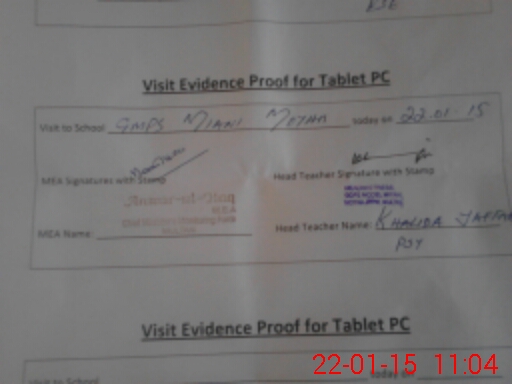 Visit Evidence Proof for Tablet PC
Visit to School GMPS MIANI today on 22.01.15
MEA Signatures with Stamp
Head Teacher Signature with Stamp
MEA Name:
Head Teacher Name: KHALIDA
PST
Visit Evidence Proof for Tablet PC
Visit to School today on
22-01-15 11:04